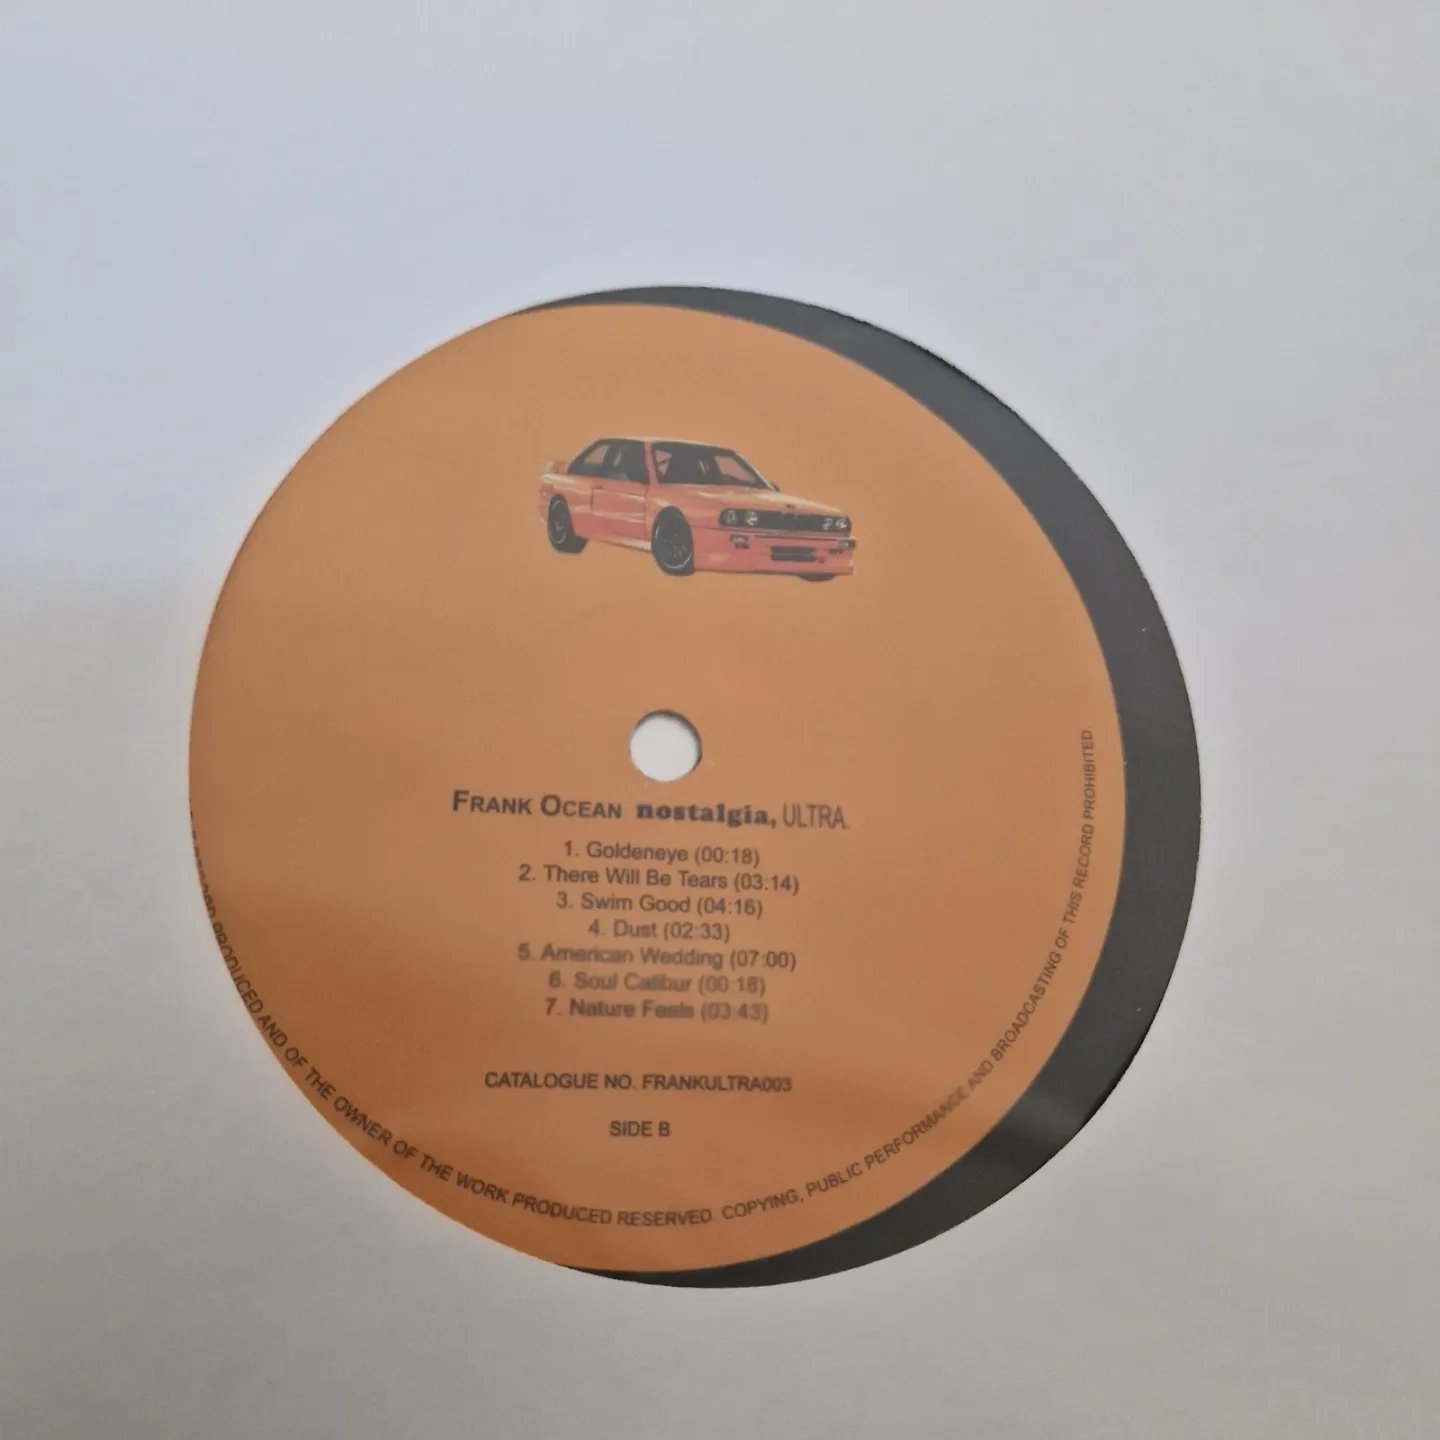 FRANK OCEAN nostalgia, ULTRA.
1. Goldeneye (00:18)
2. There Will Be Tears (03:14)
3. Swim Good (04:16)
4. Dust (02:33)
5. American Wedding (07:00)
6. Soul Calibur (00:18)
7. Nature Feels (03:43)
CATALOGUE NO. FRANKULTRA003
SIDE B
PRODUCED AND OF THE OWNER OF THE WORK PRODUCED RESERVED. COPYING, PUBLIC PERFORMANCE AND BROADCASTING OF THIS RECORD PROHIBITED